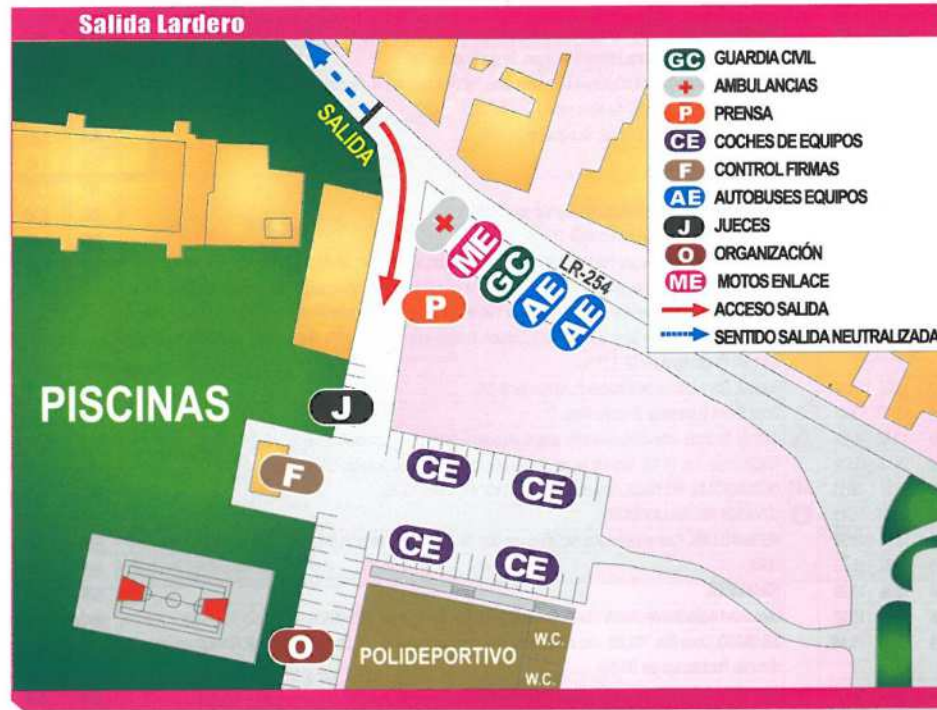 Salida Lardero
GC GUARDIA CIVIL
+ AMBULANCIAS
P PRENSA
CE COCHES DE EQUIPOS
F CONTROL FIRMAS
AE AUTOBUSES EQUIPOS
J JUECES
O ORGANIZACIÓN
ME MOTOS ENLACE
ACCESO SALIDA
SENTIDO SALIDA NEUTRALIZADA
SALIDA
+
ME
GC
AE
AE
LR-254
P
PISCINAS
J
F
CE
CE
CE
CE
O
POLIDEPORTIVO
W.C.
W.C.